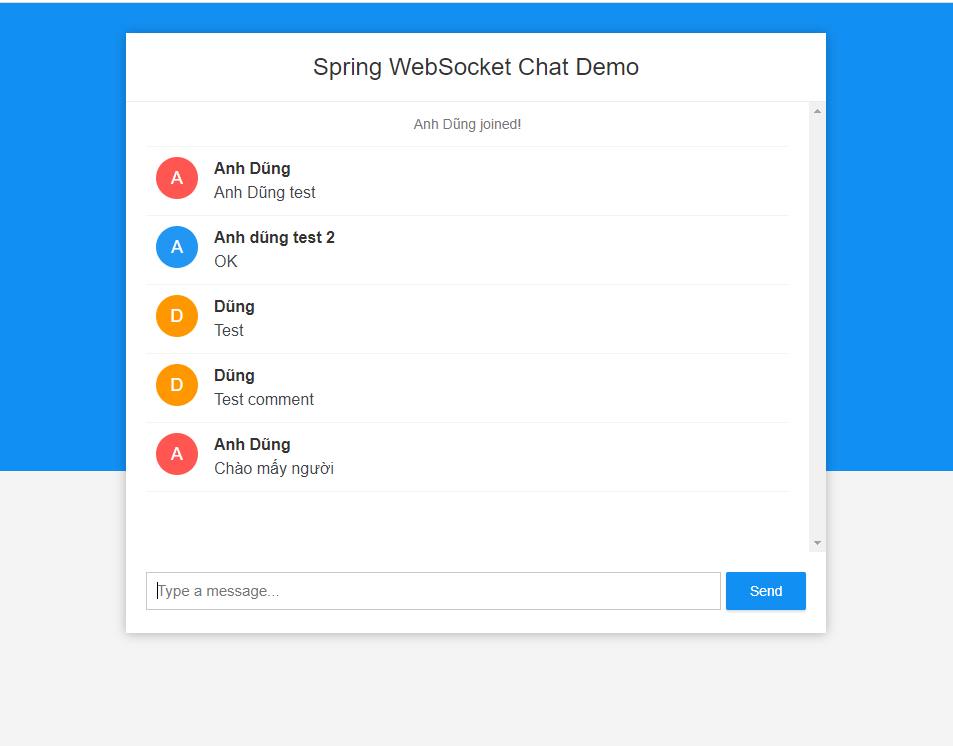 Spring WebSocket Chat Demo
Anh Dũng joined!
A
Anh Dũng
Anh Dũng test
A
Anh dũng test 2
OK
D
Dũng
Test
D
Dũng
Test comment
A
Anh Dũng
Chào mấy người
Type a message...
Send